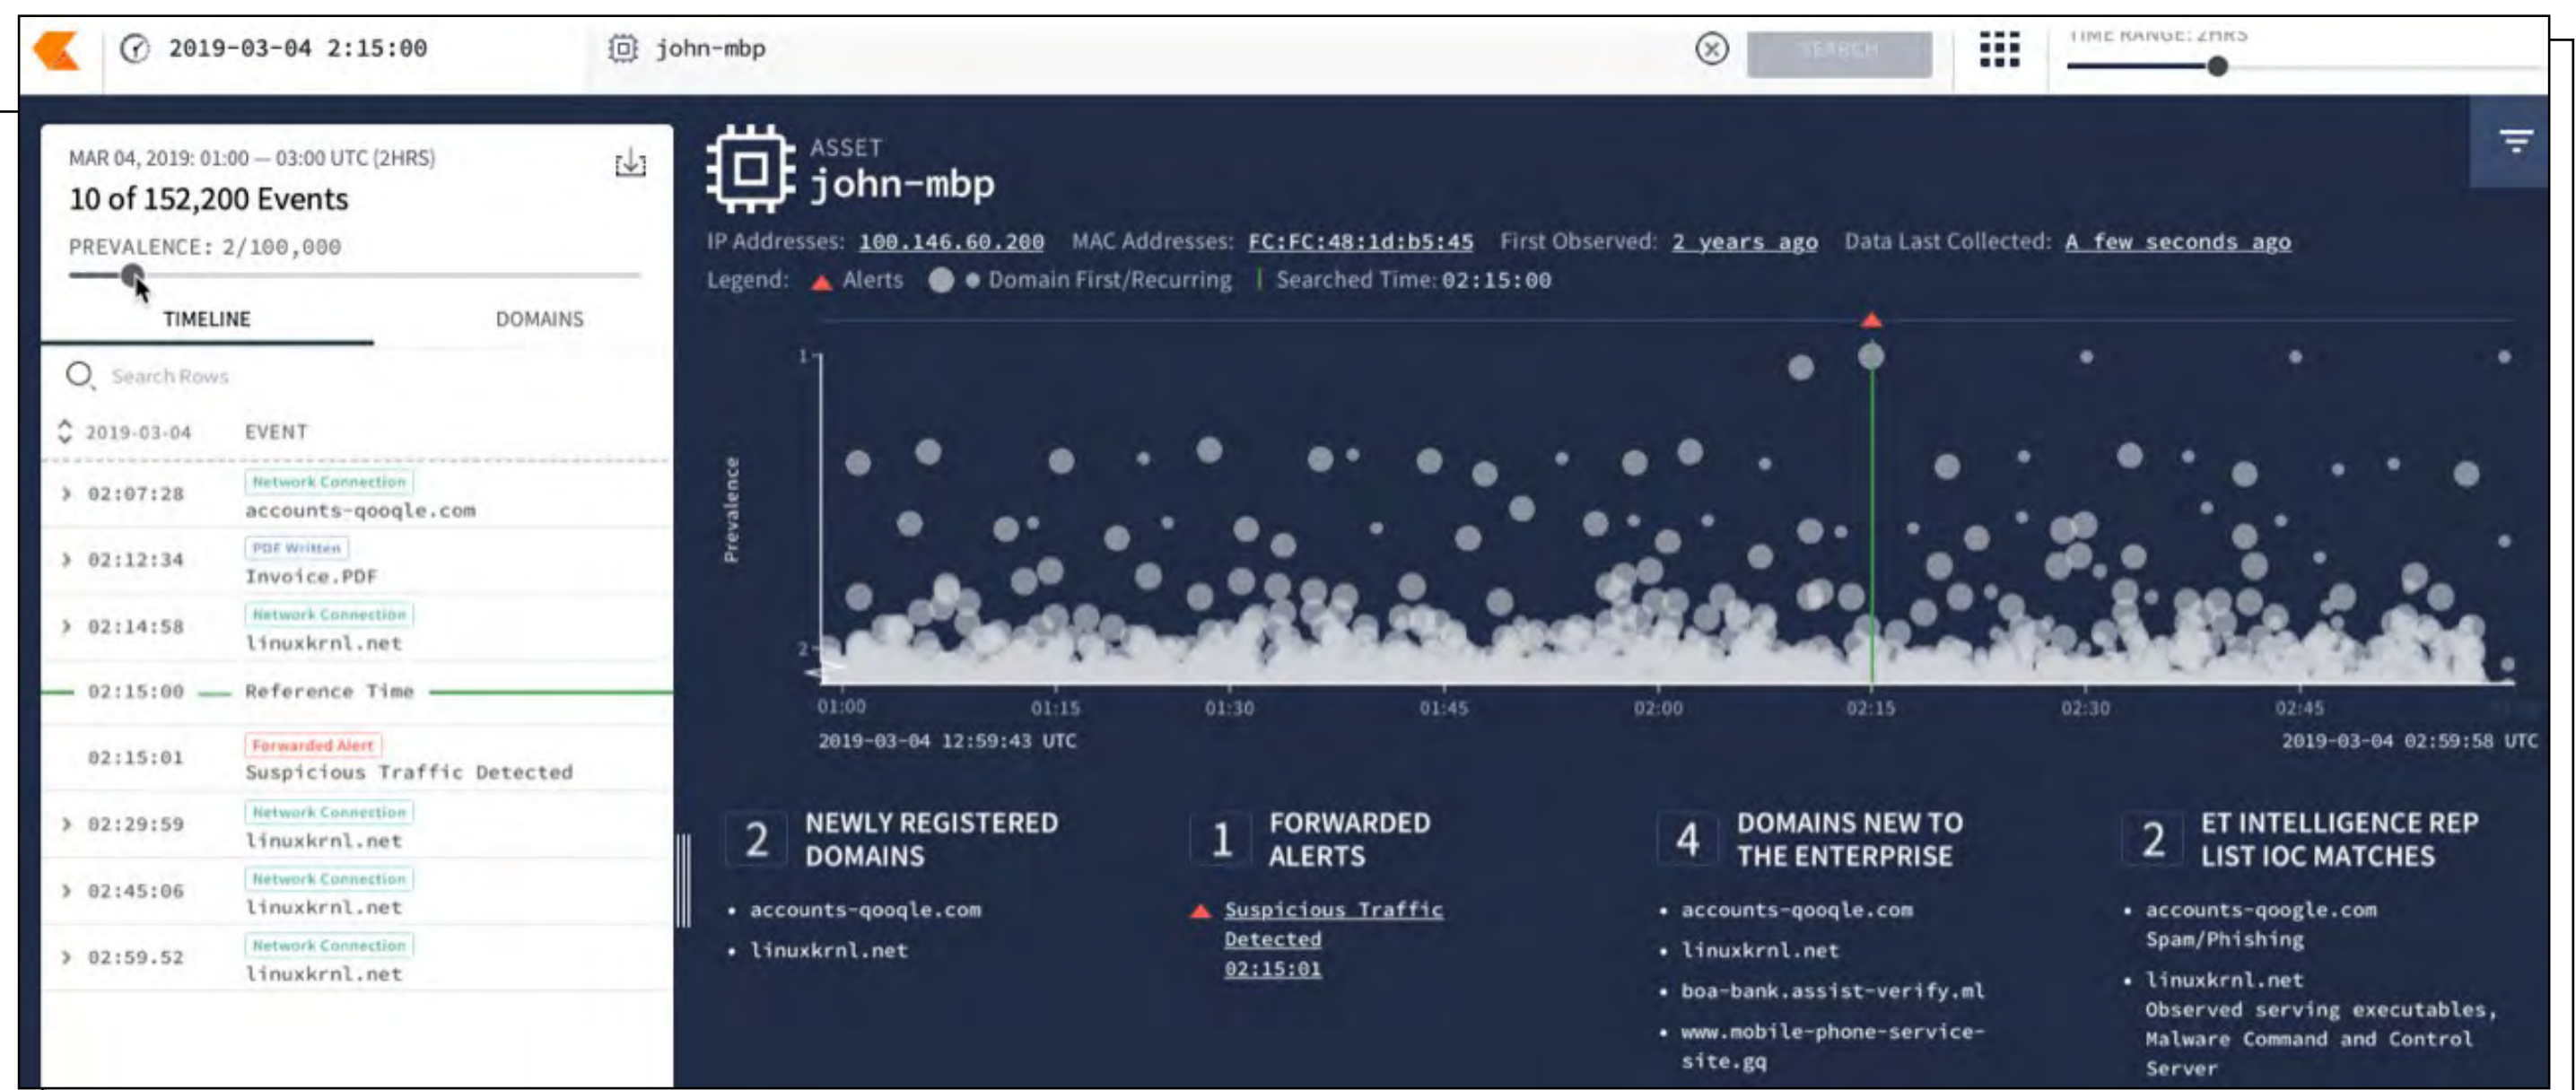 2019-03-04 2:15:00
john-mbp
SEARCH
TIME RANGE: 2HRS
MAR 04, 2019: 01:00 — 03:00 UTC (2HRS)
10 of 152,200 Events
PREVALENCE: 2/100,000
TIMELINE DOMAINS
Search Rows
2019-03-04 EVENT
Network Connection
02:07:28
accounts-qooqle.com
PDF Written
02:12:34
Invoice.PDF
Network Connection
02:14:58
linuxkrnl.net
02:15:00 Reference Time
Forwarded Alert
02:15:01
Suspicious Traffic Detected
Network Connection
02:29:59
linuxkrnl.net
Network Connection
02:45:06
linuxkrnl.net
Network Connection
02:59.52
linuxkrnl.net
ASSET
john-mbp
IP Addresses: 100.146.60.200 MAC Addresses: FC:FC:48:1d:b5:45 First Observed: 2 years ago Data Last Collected: A few seconds ago
Legend: Alerts Domain First/Recurring Searched Time: 02:15:00
1
Prevalence
2
01:00 01:15 01:30 01:45 02:00 02:15 02:30 02:45
2019-03-04 12:59:43 UTC 2019-03-04 02:59:58 UTC
2 NEWLY REGISTERED
DOMAINS
• accounts-qooqle.com
• linuxkrnl.net
1 FORWARDED
ALERTS
Suspicious Traffic
Detected
02:15:01
4 DOMAINS NEW TO
THE ENTERPRISE
• accounts-qooqle.com
• linuxkrnl.net
• boa-bank.assist-verify.ml
• www.mobile-phone-service-
site.gq
2 ET INTELLIGENCE REP
LIST IOC MATCHES
• accounts-qoogle.com
Spam/Phishing
• linuxkrnl.net
Observed serving executables,
Malware Command and Control
Server